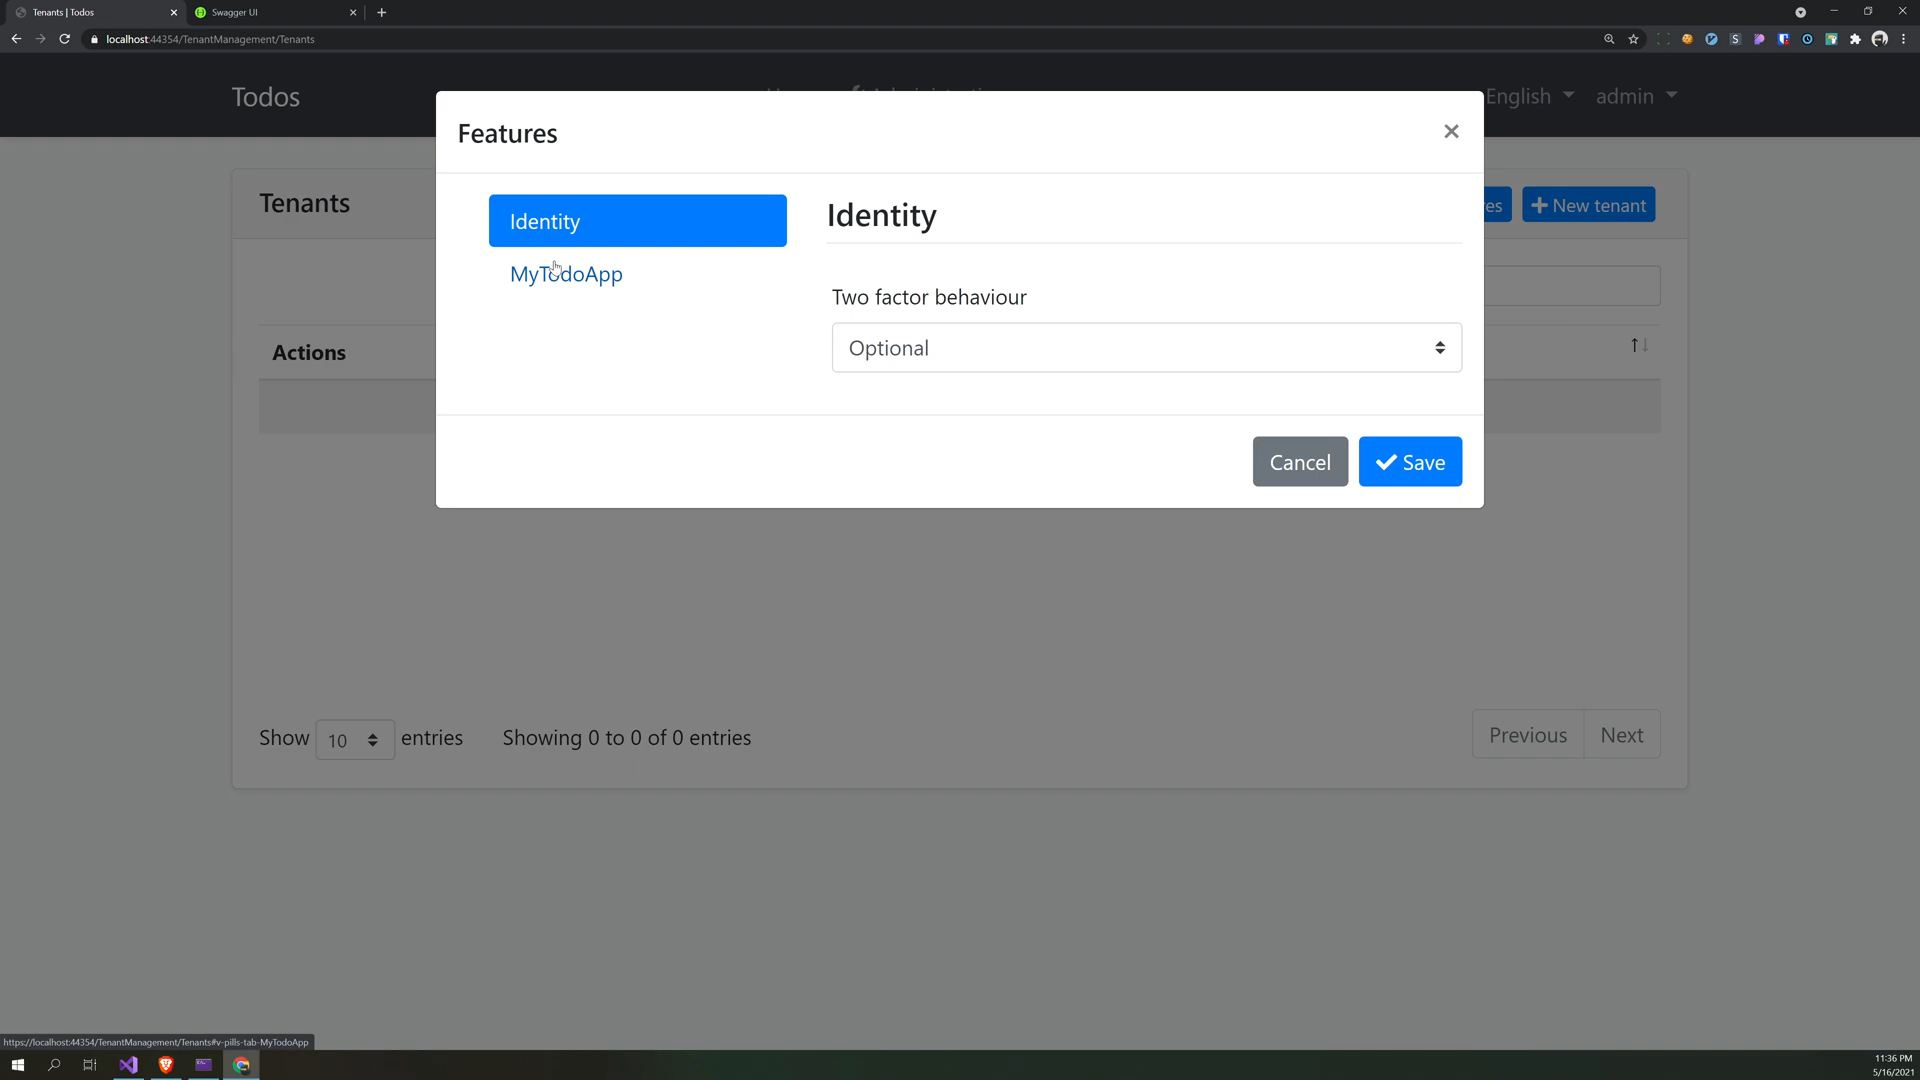 Tenants | Todos
Swagger UI
localhost:44354/TenantManagement/Tenants
Todos
English
admin
Features
Tenants
New tenant
Identity
Identity
MyTodoApp
Two factor behaviour
Optional
Actions
Cancel
Save
Show 10 entries
Showing 0 to 0 of 0 entries
Previous
Next
https://localhost:44354/TenantManagement/Tenants#v-pills-tab-MyTodoApp
11:36 PM
5/16/2021